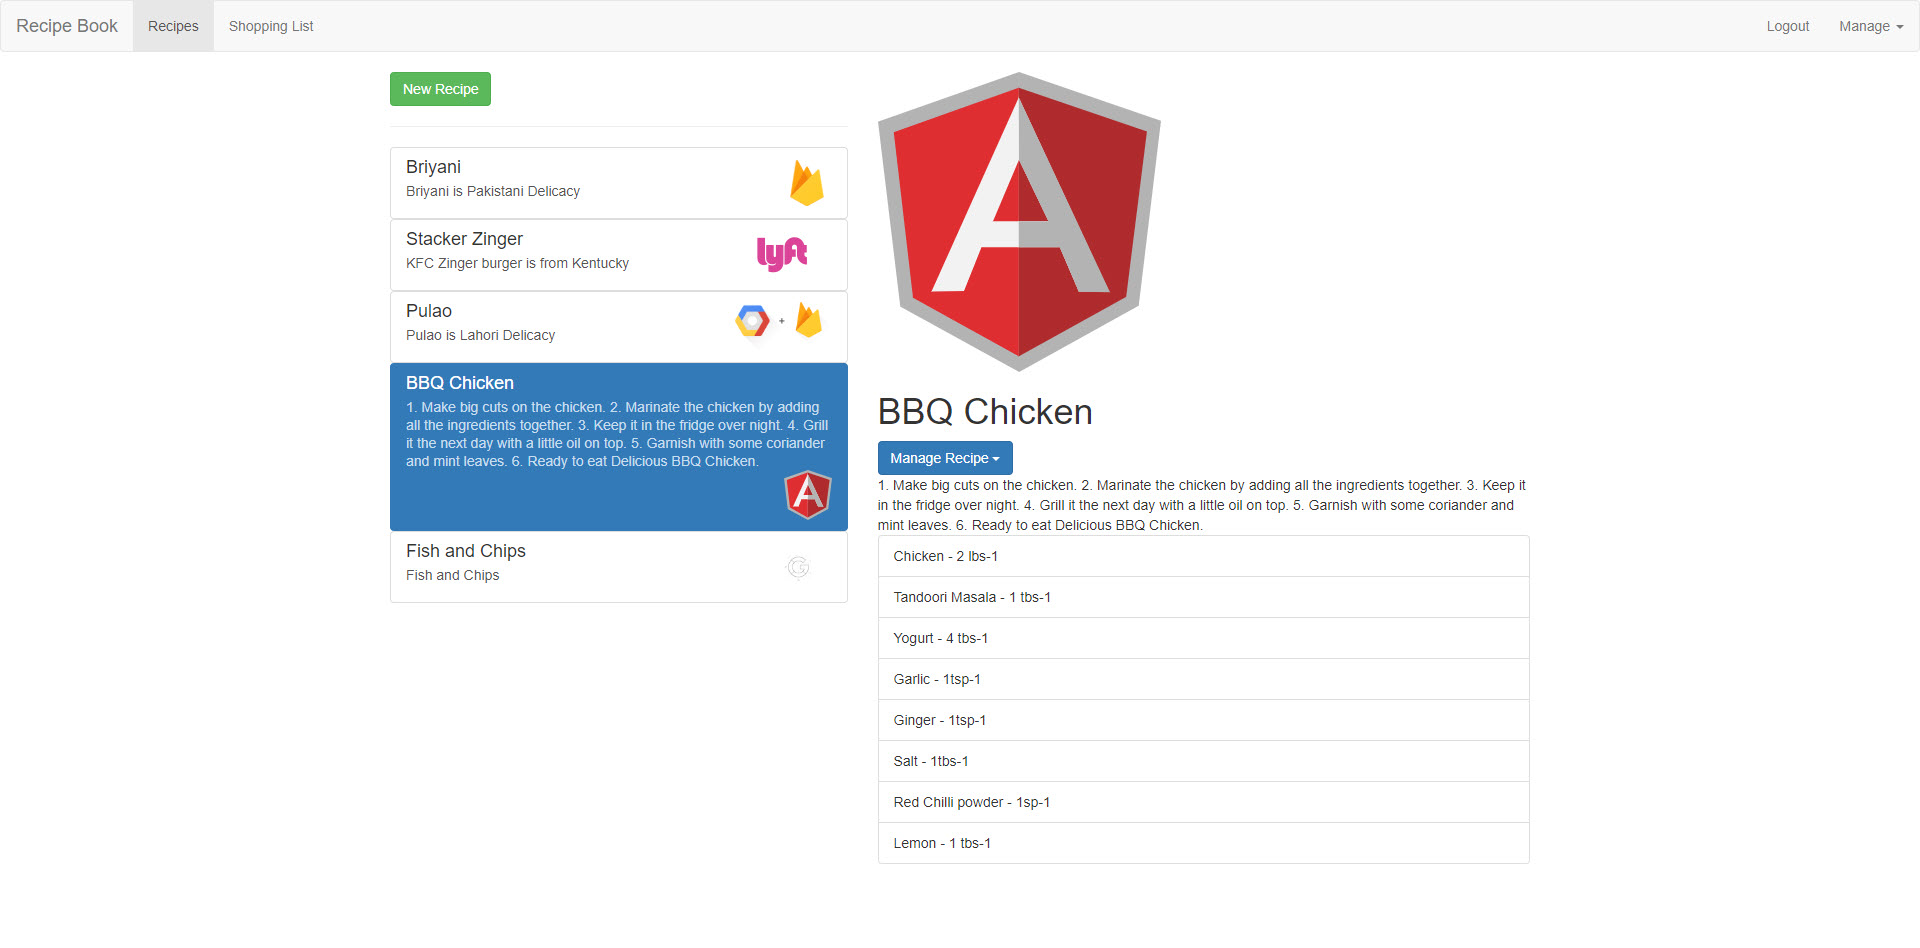 Recipe Book Recipes Shopping List Logout Manage
New Recipe
Briyani
Briyani is Pakistani Delicacy
Stacker Zinger
KFC Zinger burger is from Kentucky
lyft
Pulao
Pulao is Lahori Delicacy
+
BBQ Chicken
1. Make big cuts on the chicken. 2. Marinate the chicken by adding
all the ingredients together. 3. Keep it in the fridge over night. 4. Grill
it the next day with a little oil on top. 5. Garnish with some coriander
and mint leaves. 6. Ready to eat Delicious BBQ Chicken.
A
Fish and Chips
Fish and Chips
G
A
BBQ Chicken
Manage Recipe
1. Make big cuts on the chicken. 2. Marinate the chicken by adding all the ingredients together. 3. Keep it
in the fridge over night. 4. Grill it the next day with a little oil on top. 5. Garnish with some coriander and
mint leaves. 6. Ready to eat Delicious BBQ Chicken.
Chicken - 2 lbs-1
Tandoori Masala - 1 tbs-1
Yogurt - 4 tbs-1
Garlic - 1tsp-1
Ginger - 1tsp-1
Salt - 1tbs-1
Red Chilli powder - 1sp-1
Lemon - 1 tbs-1